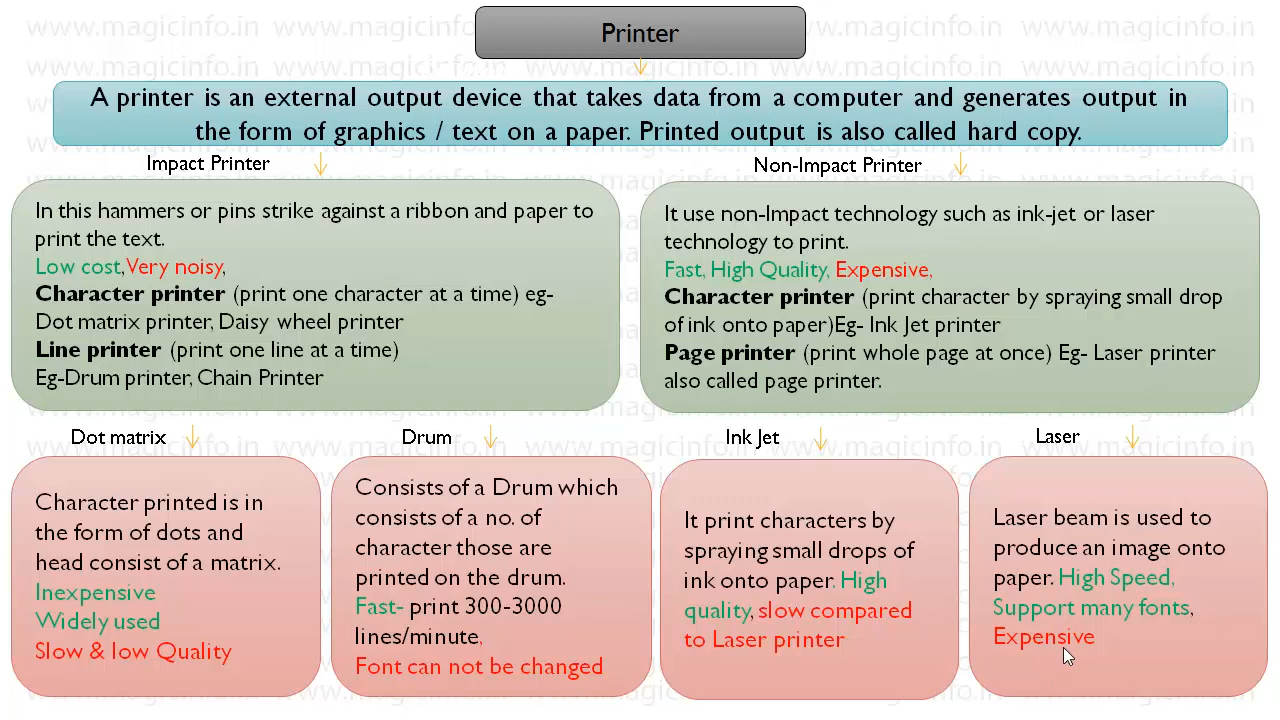 Printer
A printer is an external output device that takes data from a computer and generates output in
the form of graphics / text on a paper. Printed output is also called hard copy.
Impact Printer
In this hammers or pins strike against a ribbon and paper to
print the text.
Low cost,Very noisy,
Character printer (print one character at a time) eg-
Dot matrix printer, Daisy wheel printer
Line printer (print one line at a time)
Eg-Drum printer, Chain Printer
Non-Impact Printer
It use non-Impact technology such as ink-jet or laser
technology to print.
Fast, High Quality, Expensive,
Character printer (print character by spraying small drop
of ink onto paper)Eg- Ink Jet printer
Page printer (print whole page at once) Eg- Laser printer
also called page printer.
Dot matrix
Character printed is in
the form of dots and
head consist of a matrix.
Inexpensive
Widely used
Slow & low Quality
Drum
Consists of a Drum which
consists of a no. of
character those are
printed on the drum.
Fast- print 300-3000
lines/minute,
Font can not be changed
Ink Jet
It print characters by
spraying small drops of
ink onto paper. High
quality, slow compared
to Laser printer
Laser
Laser beam is used to
produce an image onto
paper. High Speed,
Support many fonts,
Expensive
www.magicinfo.in